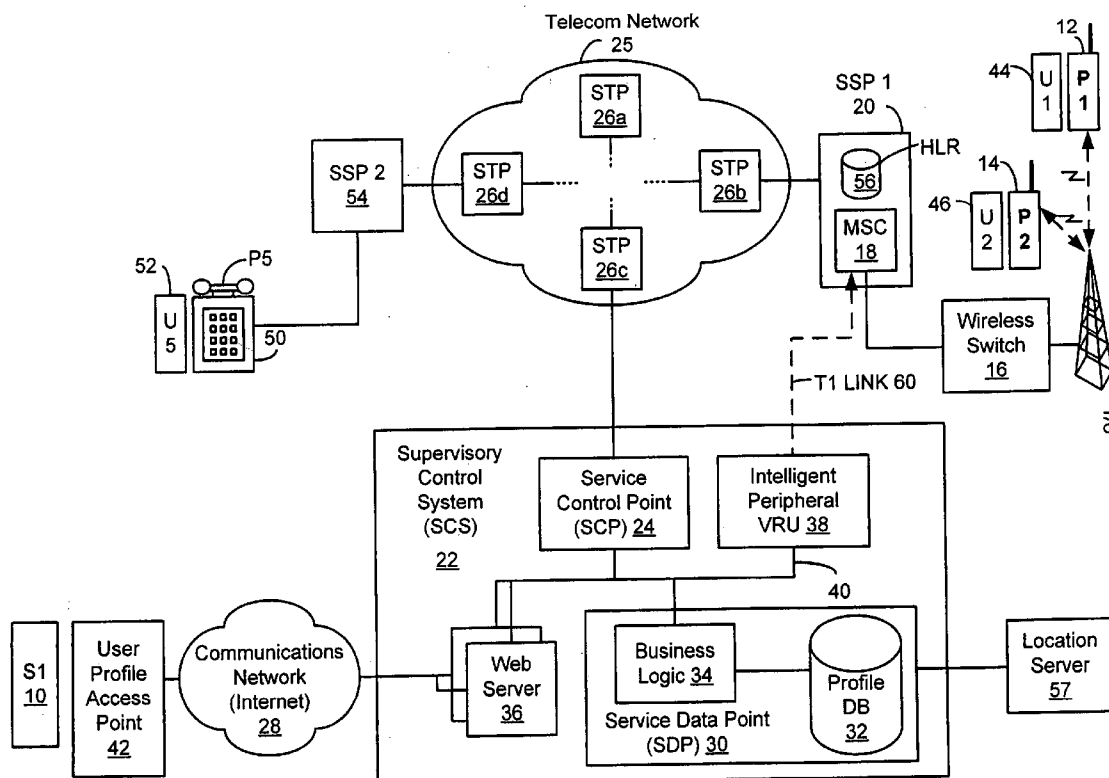 Telecom Network
25
12
44
U
1
P
1
SSP 1
20
STP
26a
HLR
56
SSP 2
54
STP
26d
STP
26b
14
46
U
2
P
2
MSC
18
STP
26c
52
P5
U
5
50
Wireless
Switch
16
T1 LINK 60
Supervisory
Control
System
(SCS)
22
Service
Control Point
(SCP) 24
Intelligent
Peripheral
VRU 38
40
S1
10
User
Profile
Access
Point
42
Communications
Network
(Internet)
28
Web
Server
36
Business
Logic 34
Profile
DB
32
Service Data Point
(SDP) 30
Location
Server
57